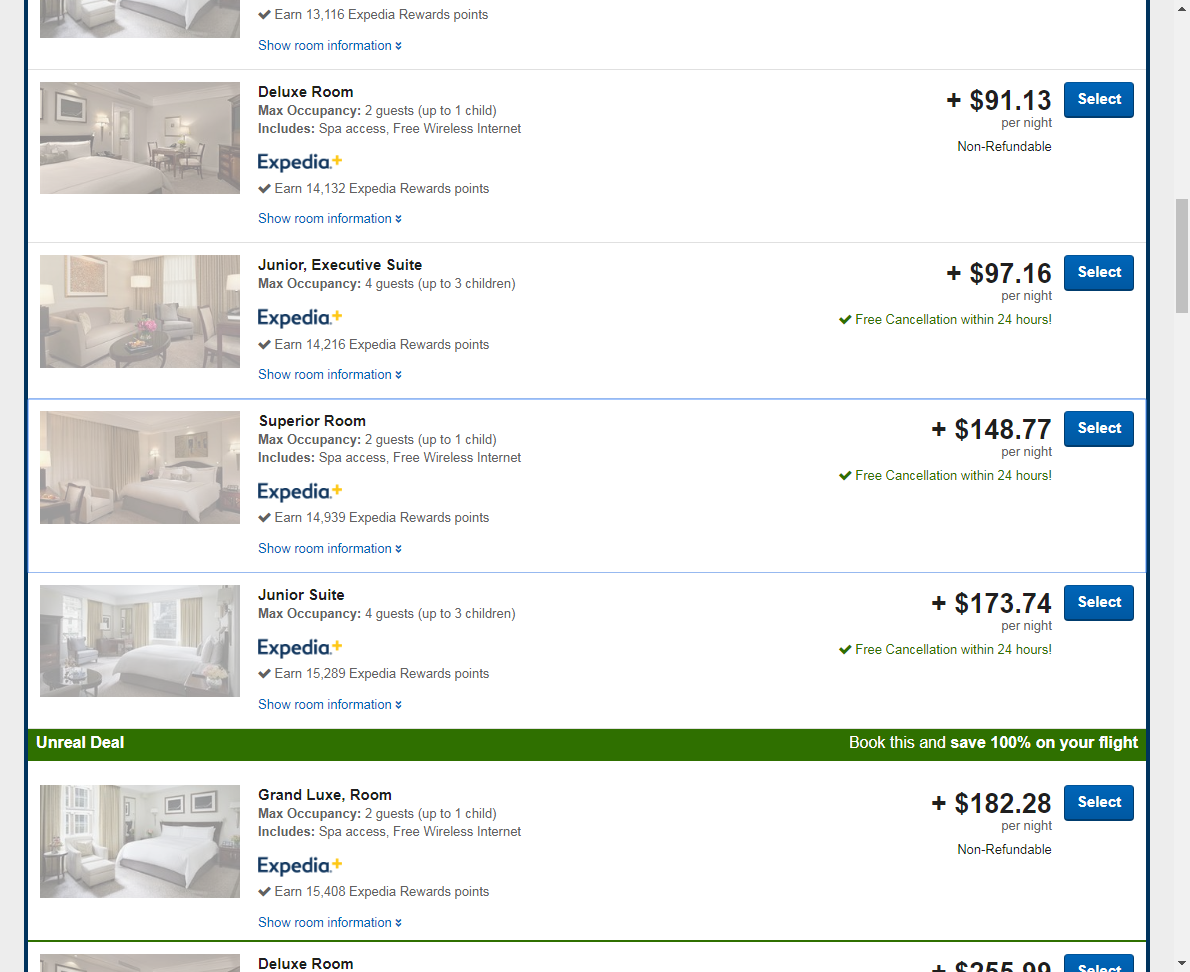 Earn 13,116 Expedia Rewards points
Show room information
Deluxe Room
+ $91.13
Select
Max Occupancy: 2 guests (up to 1 child)
per night
Includes: Spa access, Free Wireless Internet
Non-Refundable
Expedia.+
Earn 14,132 Expedia Rewards points
Show room information
Junior, Executive Suite
+ $97.16
Select
Max Occupancy: 4 guests (up to 3 children)
per night
Free Cancellation within 24 hours!
Expedia.+
Earn 14,216 Expedia Rewards points
Show room information
Superior Room
+ $148.77
Select
Max Occupancy: 2 guests (up to 1 child)
per night
Includes: Spa access, Free Wireless Internet
Free Cancellation within 24 hours!
Expedia.+
Earn 14,939 Expedia Rewards points
Show room information
Junior Suite
+ $173.74
Select
Max Occupancy: 4 guests (up to 3 children)
per night
Free Cancellation within 24 hours!
Expedia.+
Earn 15,289 Expedia Rewards points
Show room information
Unreal Deal
Book this and save 100% on your flight
Grand Luxe, Room
+ $182.28
Select
Max Occupancy: 2 guests (up to 1 child)
per night
Includes: Spa access, Free Wireless Internet
Non-Refundable
Expedia.+
Earn 15,408 Expedia Rewards points
Show room information
Deluxe Room
+ $255.99
Select